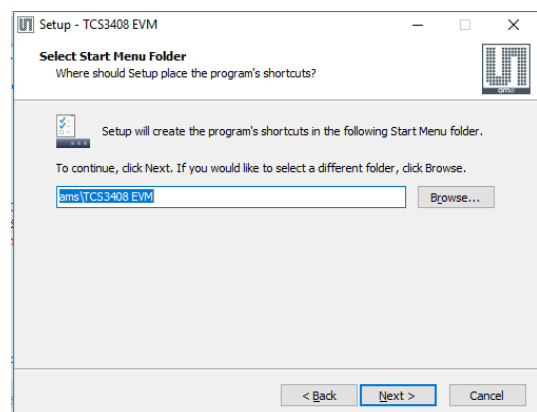 Setup - TCS3408 EVM
Select Start Menu Folder
Where should Setup place the program's shortcuts?
am
Setup will create the program's shortcuts in the following Start Menu folder.
To continue, click Next. If you would like to select a different folder, click Browse.
ams\TCS3408 EVM
Browse...
< Back
Next >
Cancel